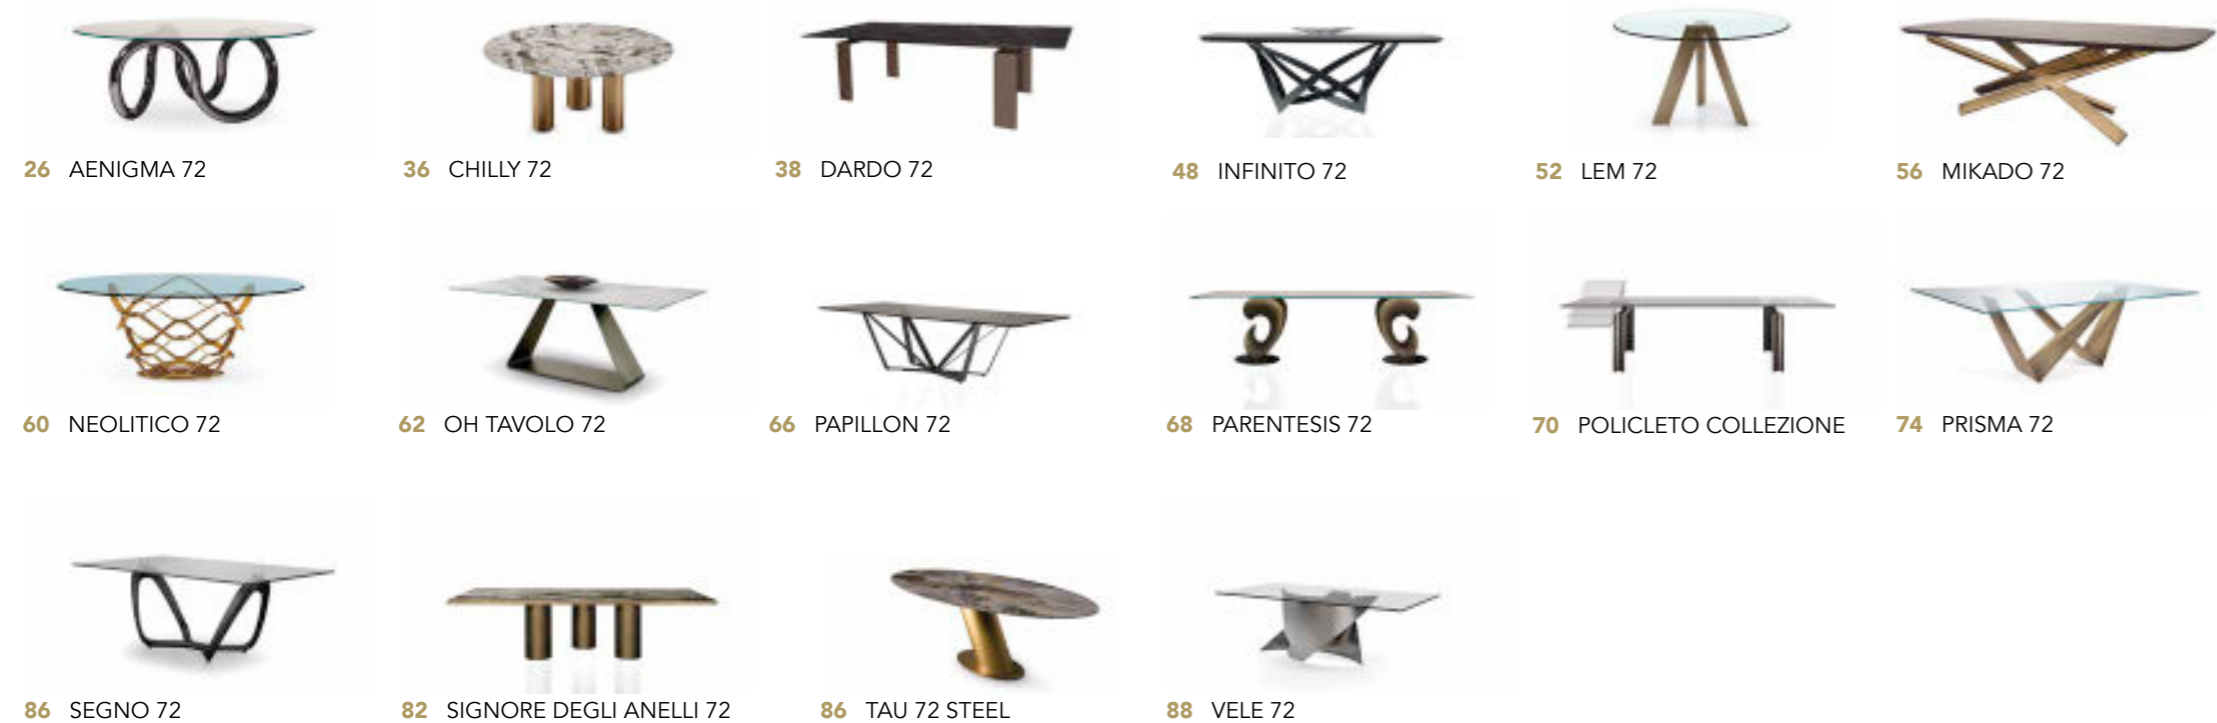 26 AENIGMA 72
36 CHILLY 72
38 DARDO 72
48 INFINITO 72
52 LEM 72
56 MIKADO 72
60 NEOLITICO 72
62 OH TAVOLO 72
66 PAPILLON 72
68 PARENTESIS 72
70 POLICLETO COLLEZIONE
74 PRISMA 72
86 SEGNO 72
82 SIGNORE DEGLI ANELLI 72
86 TAU 72 STEEL
88 VELE 72